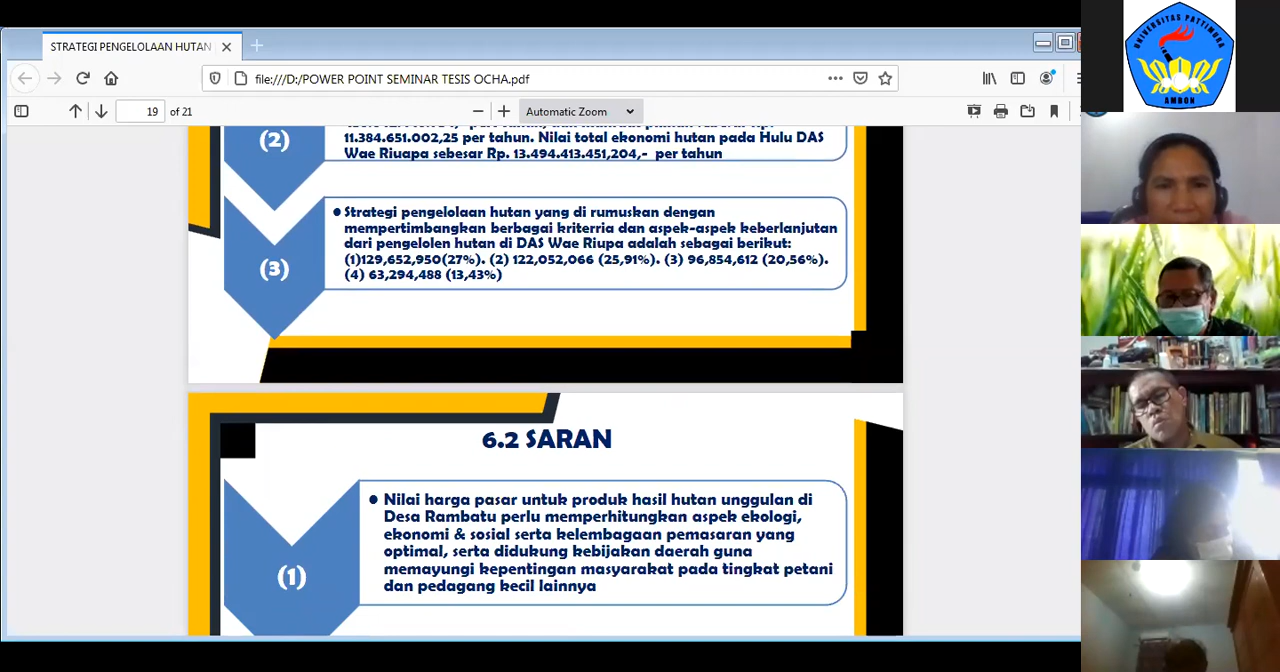 STRATEGI PENGELOLAAN HUTAN
file:///D:/POWER POINT SEMINAR TESIS OCHA.pdf
19 of 21
Automatic Zoom
(2)
11.384.651.002,25 per tahun. Nilai total ekonomi hutan pada Hulu DAS
Wae Riuapa sebesar Rp. 13.494.413.451,204,- per tahun
(3)
Strategi pengelolaan hutan yang di rumuskan dengan
mempertimbangkan berbagai kriterria dan aspek-aspek keberlanjutan
dari pengelolen hutan di DAS Wae Riupa adalah sebagai berikut:
(1)129,652,950(27%). (2) 122,052,066 (25,91%). (3) 96,854,612 (20,56%).
(4) 63,294,488 (13,43%)
6.2 SARAN
(1)
Nilai harga pasar untuk produk hasil hutan unggulan di
Desa Rambatu perlu memperhitungkan aspek ekologi,
ekonomi & sosial serta kelembagaan pemasaran yang
optimal, serta didukung kebijakan daerah guna
memayungi kepentingan masyarakat pada tingkat petani
dan pedagang kecil lainnya
UNIVERSITAS PATTIMURA
AMBON